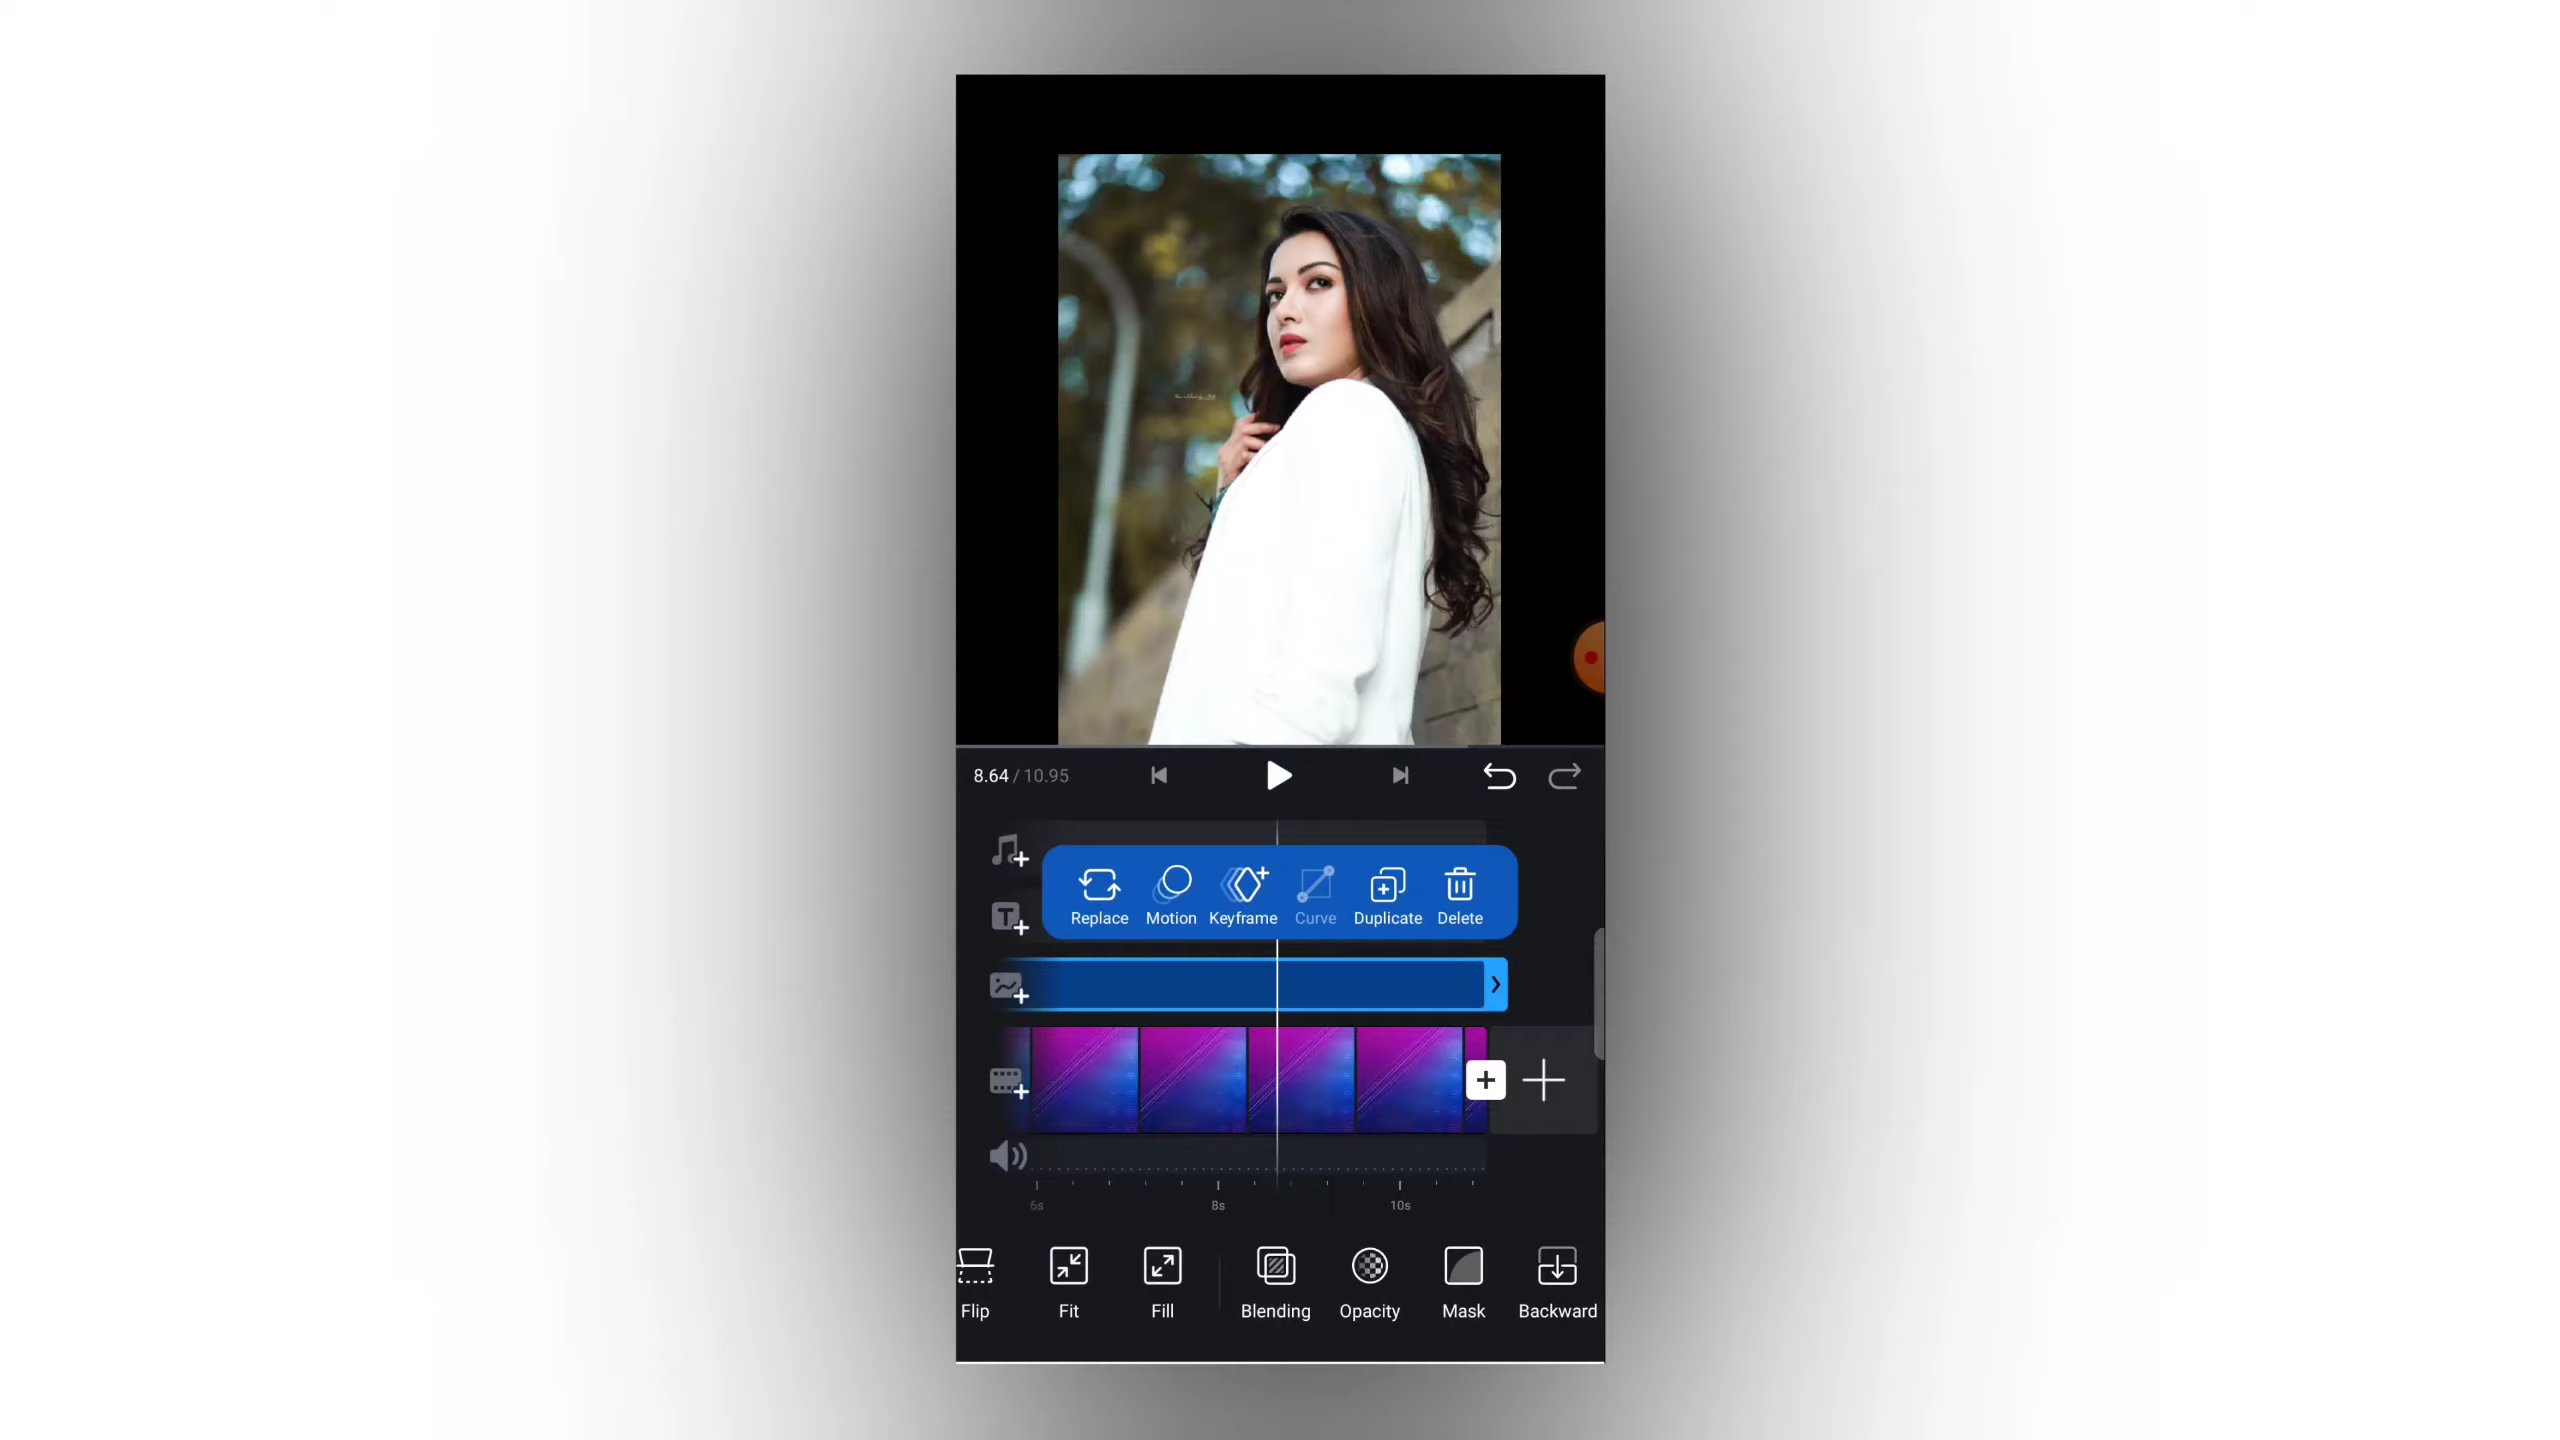 8.64 / 10.95
Replace Motion Keyframe Curve Duplicate Delete
6s 8s 10s
Flip Fit Fill Blending Opacity Mask Backward